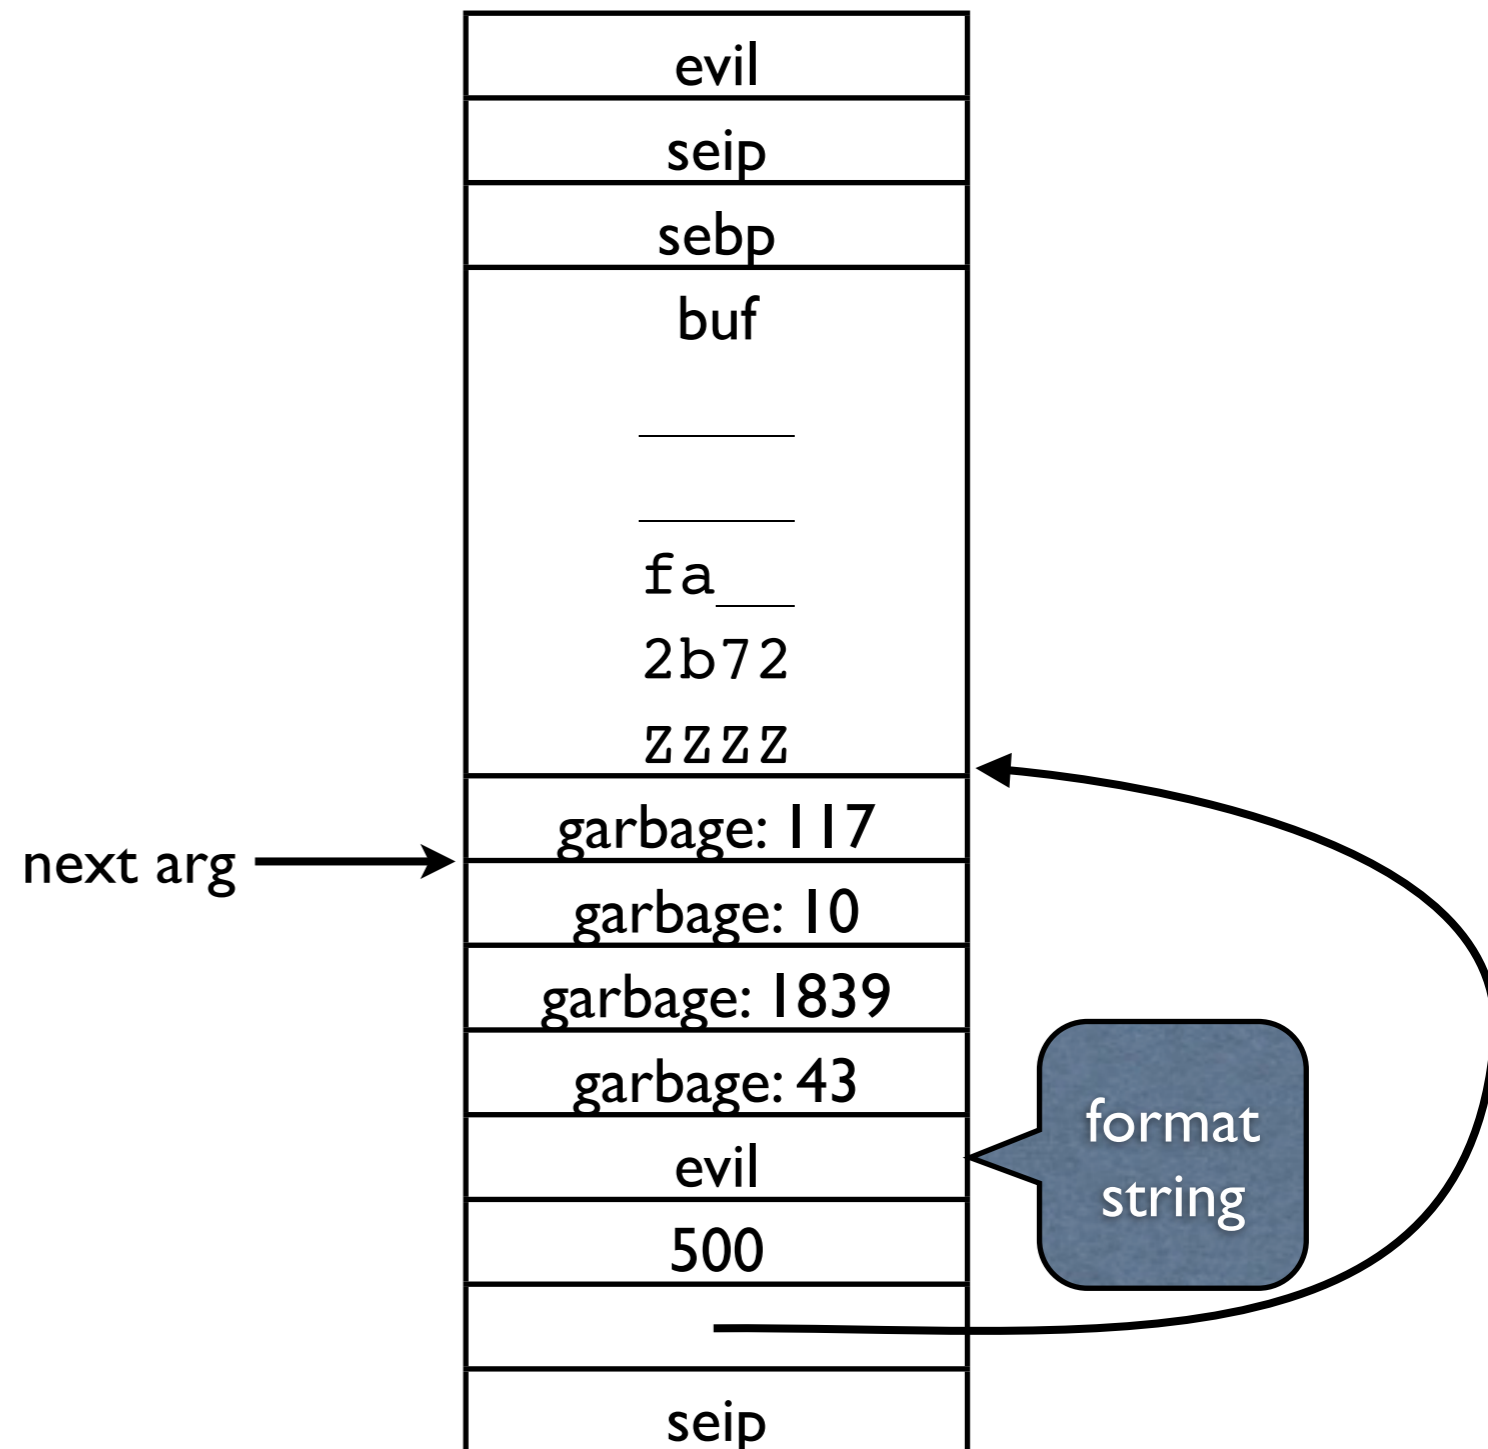 evil
seip
sebp
buf
fa__
2b72
ZZZZ
garbage: 117
next arg
garbage: 10
garbage: 1839
garbage: 43
evil
format
string
500
seip